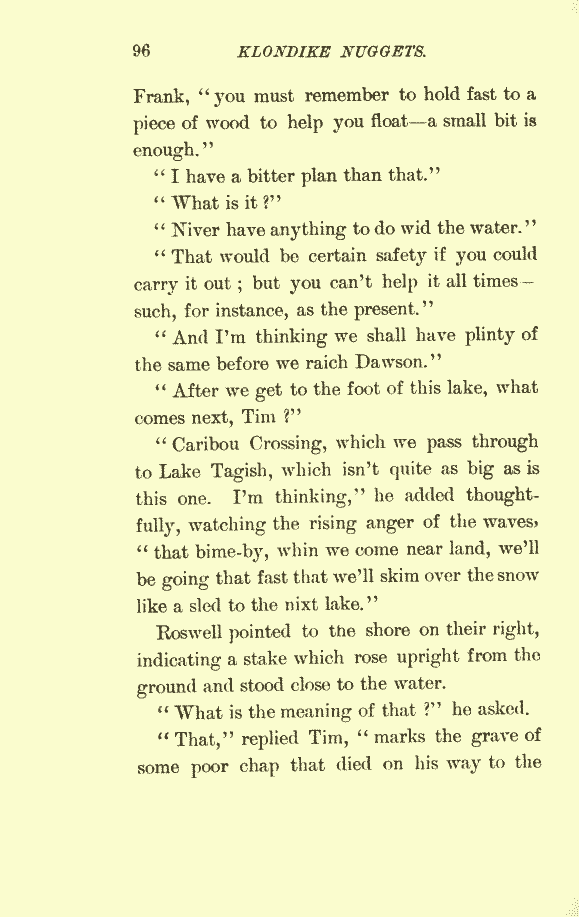 96 KLONDIKE NUGGETS.
Frank, “you must remember to hold fast to a
piece of wood to help you float—a small bit is
enough.”
“I have a bitter plan than that.”
“What is it?”
“Niver have anything to do wid the water.”
“That would be certain safety if you could
carry it out; but you can’t help it all times—
such, for instance, as the present.”
“And I’m thinking we shall have plinty of
the same before we raich Dawson.”
“After we get to the foot of this lake, what
comes next, Tim?”
“Caribou Crossing, which we pass through
to Lake Tagish, which isn’t quite as big as is
this one. I’m thinking,” he added thought-
fully, watching the rising anger of the waves,
“that bime-by, whin we come near land, we’ll
be going that fast that we’ll skim over the snow
like a sled to the nixt lake.”
Roswell pointed to the shore on their right,
indicating a stake which rose upright from the
ground and stood close to the water.
“What is the meaning of that?” he asked.
“That,” replied Tim, “marks the grave of
some poor chap that died on his way to the